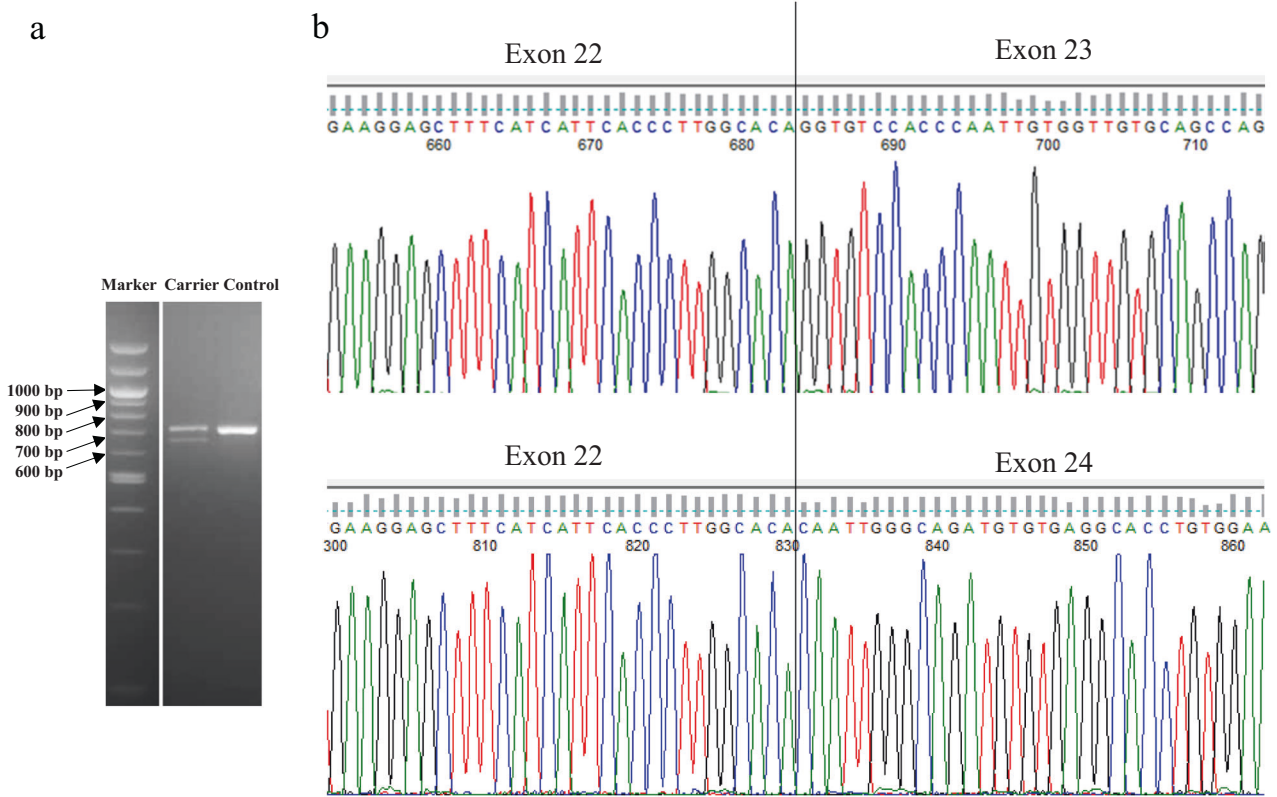 a
b
Exon 22
Exon 23
GAAGGAGCTTTCATCATTCACCCTTGGCACAGGTGTCCACCCAATTGTGGTTGTGCAGCCAG
660 670 680 690 700 710
Marker Carrier Control
1000 bp
900 bp
800 bp
700 bp
600 bp
Exon 22
Exon 24
GAAGGAGCTTTCATCATTCACCCTTGGCACACAATTGGGCAGATGTGTGAGGCACCTGTGGAA
300 810 820 830 840 850 860